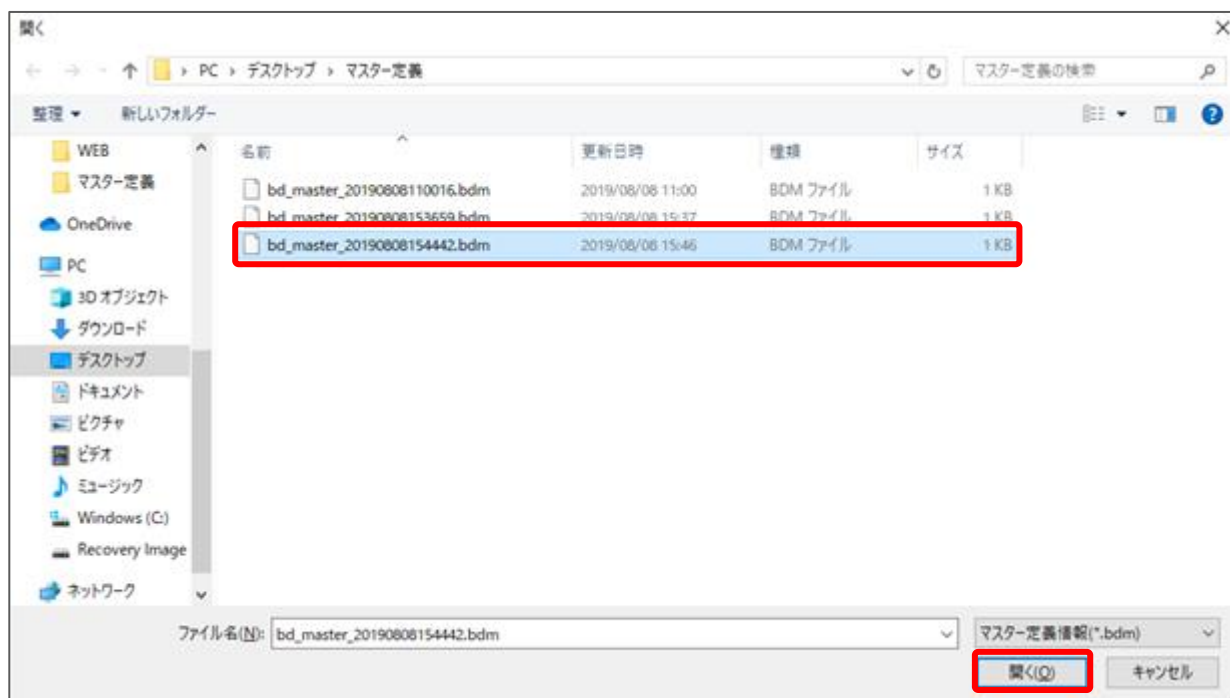 開く
PC › デスクトップ › マスター定義
マスター定義の検索
整理 新しいフォルダー
名前 更新日時 種類 サイズ
bd_master_20190808110016.bdm 2019/08/08 11:00 BDM ファイル 1 KB
bd_master_20190808153659.bdm 2019/08/08 15:37 BDM ファイル 1 KB
bd_master_20190808154442.bdm 2019/08/08 15:46 BDM ファイル 1 KB
WEB
マスター定義
OneDrive
PC
3D オブジェクト
ダウンロード
デスクトップ
ドキュメント
ピクチャ
ビデオ
ミュージック
Windows (C:)
Recovery Image
ネットワーク
ファイル名(N): bd_master_20190808154442.bdm マスター定義情報(*.bdm)
開く(O) キャンセル